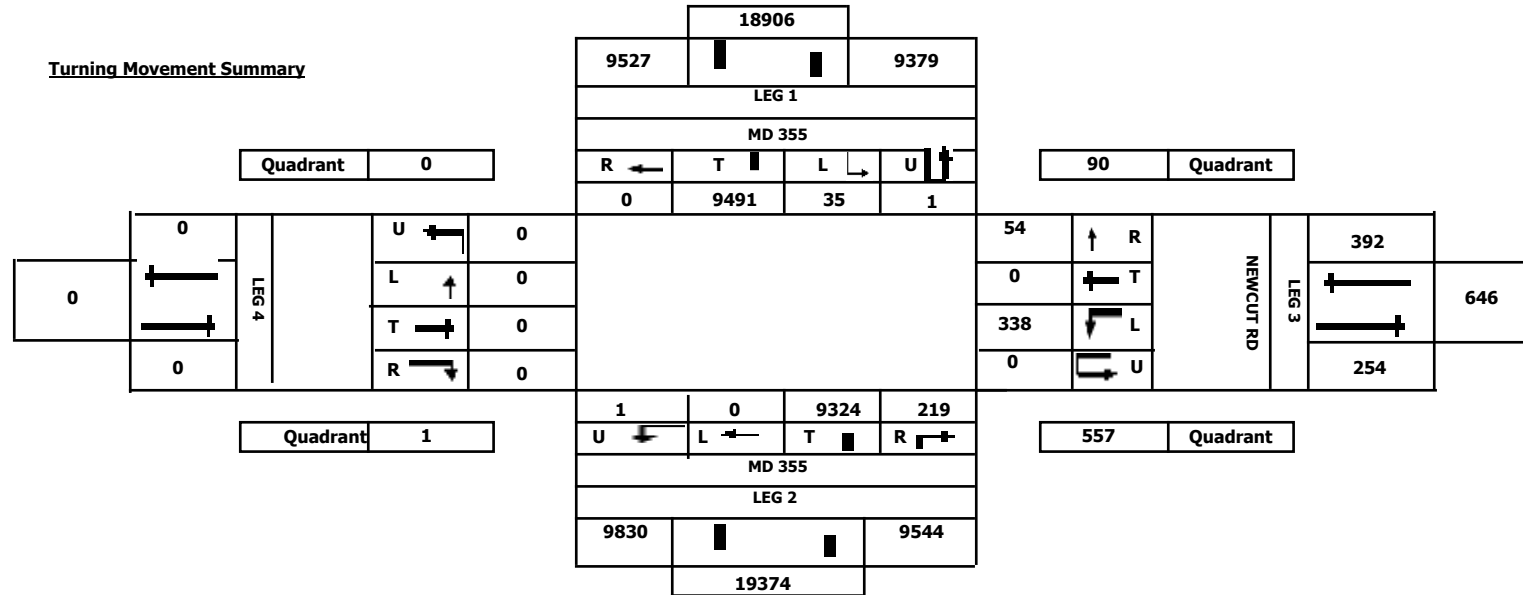 18906
Turning Movement Summary
9527 9379
LEG 1
MD 355
Quadrant 0
R T L U
90 Quadrant
0 9491 35 1
0 U 0 54 R 392
L 0 0 T
0 LEG 4 NEWCUT RD LEG 3 646
T 0 338 L
0 R 0 0 U 254
1 0 9324 219
Quadrant 1
U L T R
557 Quadrant
MD 355
LEG 2
9830 9544
19374